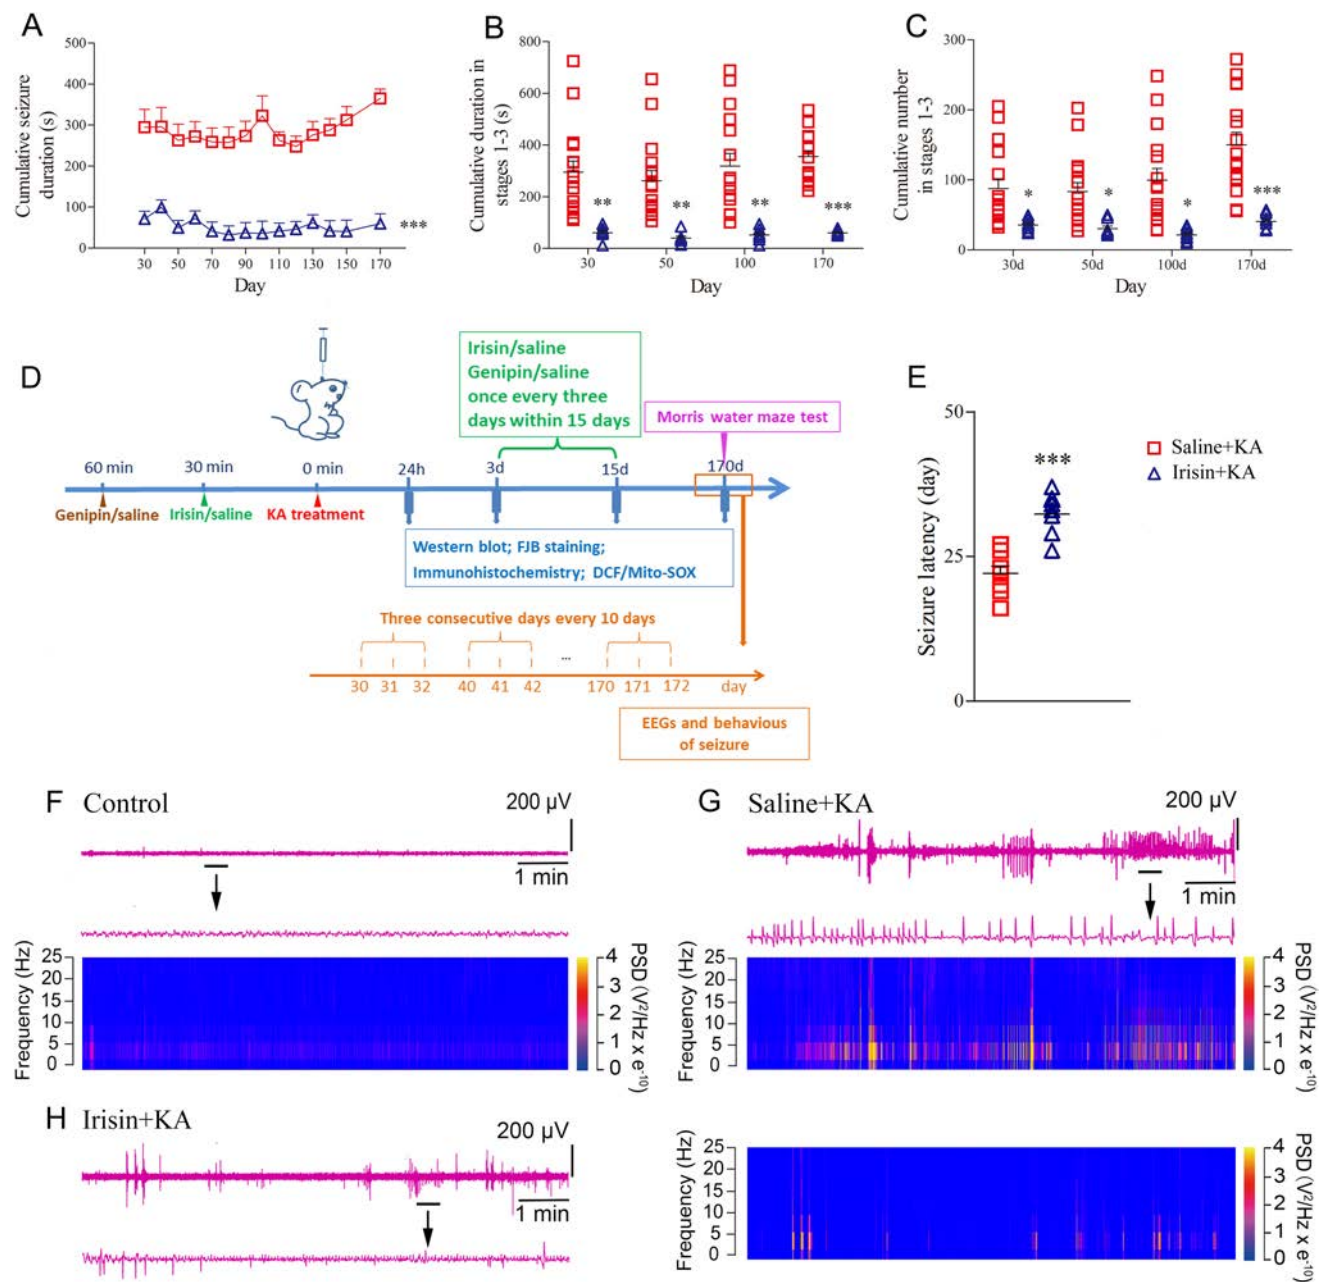 A
Cumulative seizure
duration (s)
500
400
300
200
100
0
30 50 70 90 110 130 150 170
Day
***
B
Cumulative duration in
stages 1-3 (s)
800
600
400
200
0
** ** ** ***
30 50 100 170
Day
C
Cumulative number
in stages 1-3
300
200
100
0
* * * ***
30d 50d 100d 170d
Day
D
Irisin/saline
Genipin/saline
once every three
days within 15 days
Morris water maze test
60 min 30 min 0 min 24h 3d 15d 170d
Genipin/saline Irisin/saline KA treatment
Western blot; FJB staining;
Immunohistochemistry; DCF/Mito-SOX
Three consecutive days every 10 days
...
30 31 32 40 41 42 170 171 172 day
EEGs and behavious
of seizure
E
Seizure latency (day)
50
25
0
***
Saline+KA
Irisin+KA
F Control
200 µV
1 min
Frequency (Hz)
25
20
15
10
5
0
4
3
2
1
0
PSD (V²/Hz x e⁻¹⁰)
G Saline+KA
200 µV
1 min
Frequency (Hz)
25
20
15
10
5
0
4
3
2
1
0
PSD (V²/Hz x e⁻¹⁰)
H Irisin+KA
200 µV
1 min
Frequency (Hz)
25
20
15
10
5
0
4
3
2
1
0
PSD (V²/Hz x e⁻¹⁰)